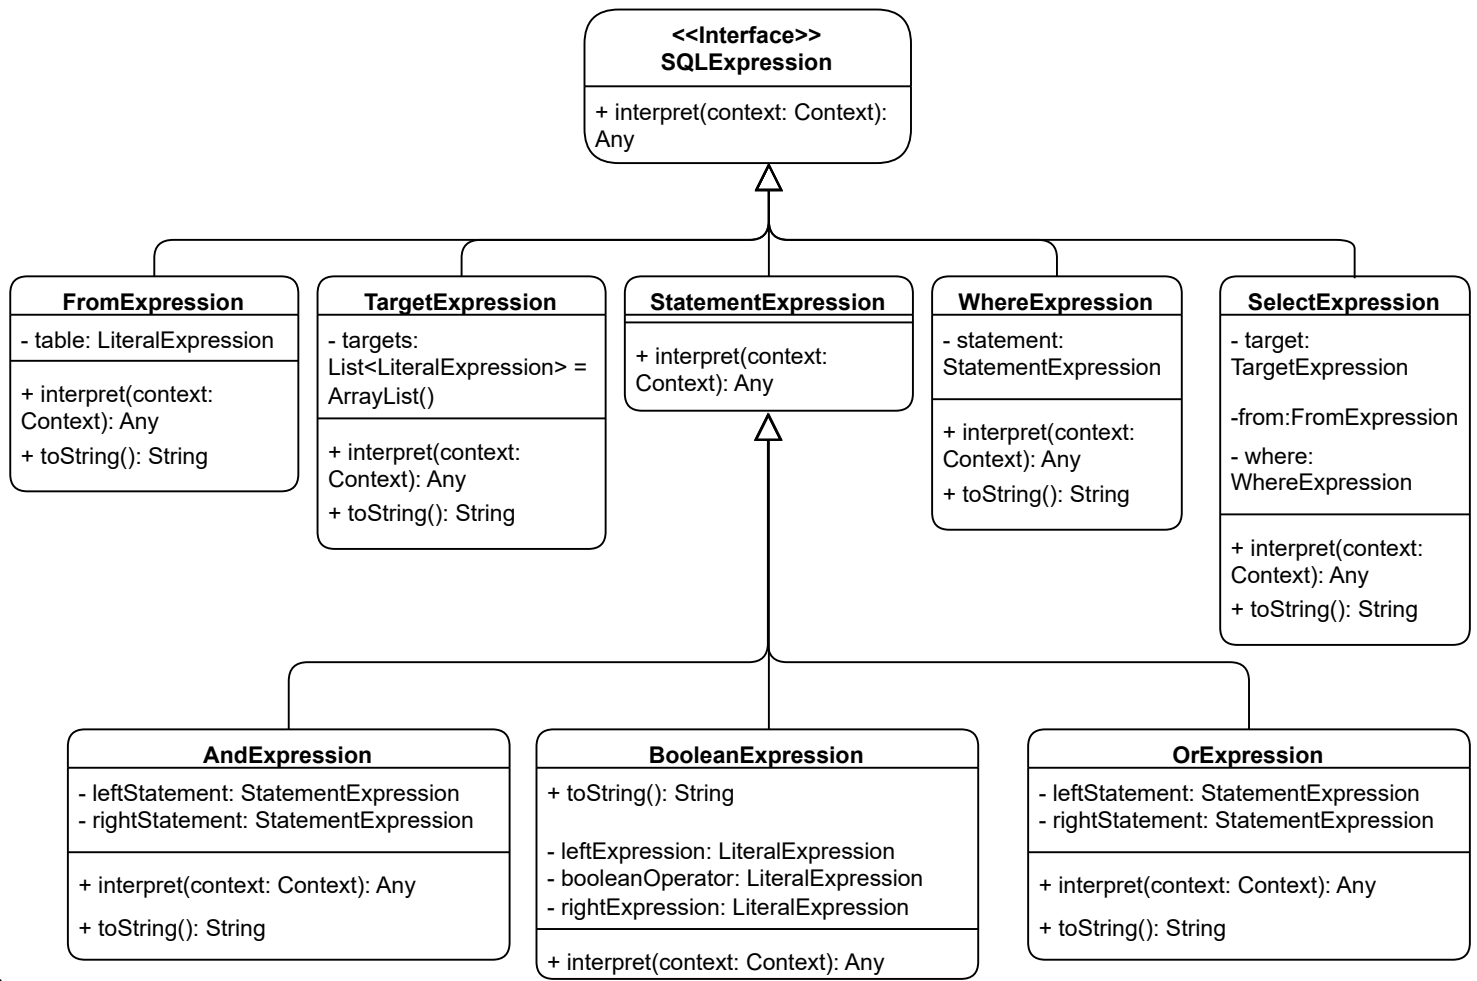 <<Interface>>
SQLExpression
+ interpret(context: Context):
Any
FromExpression
- table: LiteralExpression
+ interpret(context:
Context): Any
+ toString(): String
TargetExpression
- targets:
List<LiteralExpression> =
ArrayList()
+ interpret(context:
Context): Any
+ toString(): String
StatementExpression
+ interpret(context:
Context): Any
WhereExpression
- statement:
StatementExpression
+ interpret(context:
Context): Any
+ toString(): String
SelectExpression
- target:
TargetExpression
-from:FromExpression
- where:
WhereExpression
+ interpret(context:
Context): Any
+ toString(): String
AndExpression
- leftStatement: StatementExpression
- rightStatement: StatementExpression
+ interpret(context: Context): Any
+ toString(): String
BooleanExpression
+ toString(): String
- leftExpression: LiteralExpression
- booleanOperator: LiteralExpression
- rightExpression: LiteralExpression
+ interpret(context: Context): Any
OrExpression
- leftStatement: StatementExpression
- rightStatement: StatementExpression
+ interpret(context: Context): Any
+ toString(): String